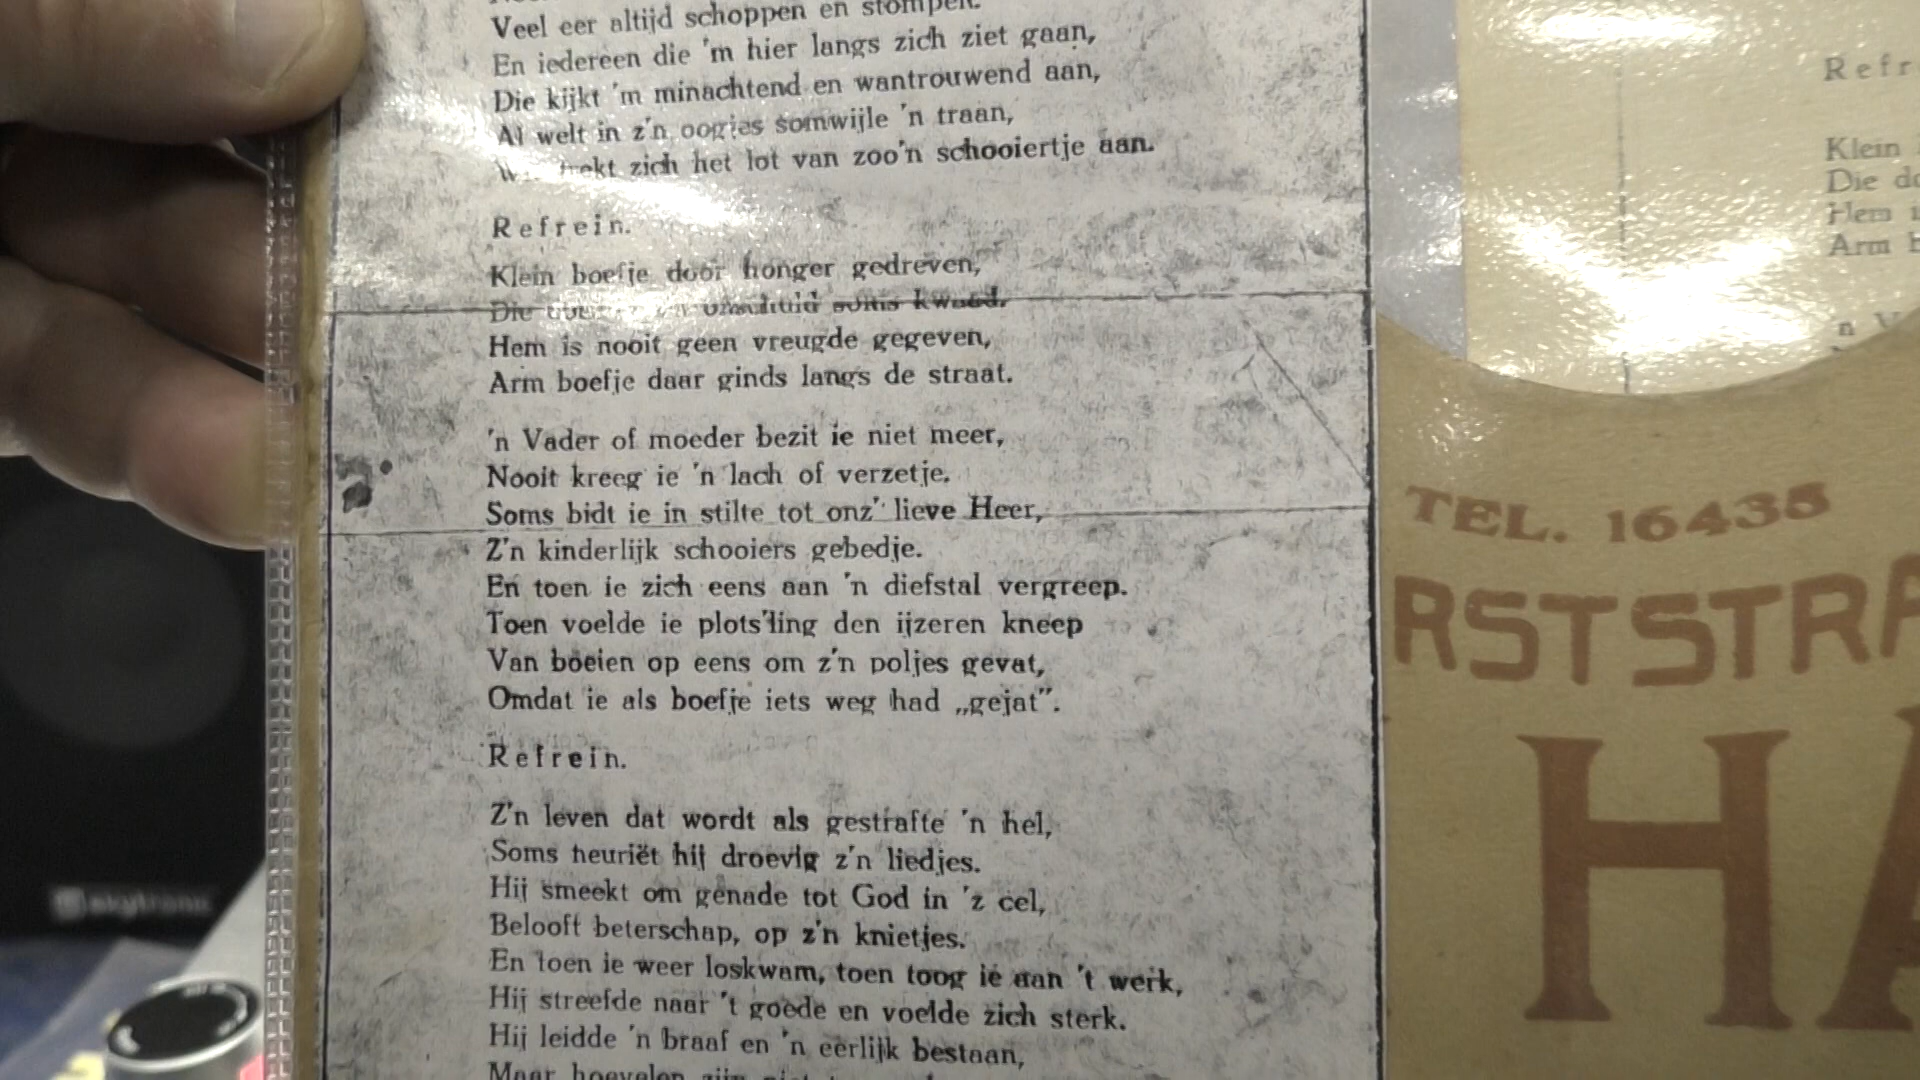 Veel eer altijd schoppen en stompen.
En iedereen die 'm hier langs zich ziet gaan,
Die kijkt 'm minachtend en wantrouwend aan,
Al welt in z'n oogjes somwijle 'n traan,
zich het lot van zoo'n schooiertje aan.
Refrein.
Klein boefje door honger gedreven,
Die soms kwaad.
Hem is nooit geen vreugde gegeven,
Arm boefje daar ginds langs de straat.
'n Vader of moeder bezit ie niet meer,
Nooit kreeg ie 'n lach of verzetje.
Soms bidt ie in stilte tot onz' lieve Heer,
Z'n kinderlijk schooiers gebedje.
En toen ie zich eens aan 'n diefstal vergreep.
Toen voelde ie plots'ling den ijzeren kneep
Van boeien op eens om z'n poljes gevat,
Omdat ie als boefje iets weg had „gejat".
Refrein.
Z'n leven dat wordt als gestrafte 'n hel,
Soms neuriët hij droevig z'n liedjes.
Hij smeekt om genade tot God in 'z cel,
Belooft beterschap, op z'n knietjes.
En toen ie weer loskwam, toen toog ie aan 't werk,
Hij streefde naar 't goede en voelde zich sterk.
Hij leidde 'n braaf en 'n eerlijk bestaan,
Maar hoevelen zijn
Refr
Klein
Die do
Hem
Arm b
'n V
TEL. 16435
RSTSTRA
HA